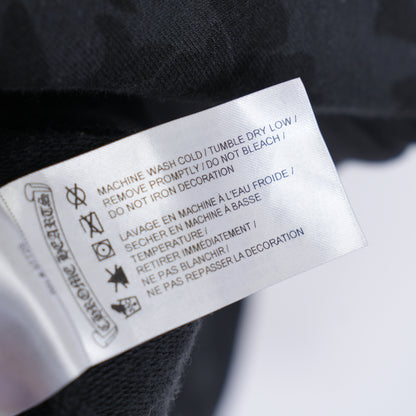 MACHINE WASH COLD / TUMBLE DRY LOW /
REMOVE PROMPTLY / DO NOT BLEACH /
DO NOT IRON DECORATION
LAVAGE EN MACHINE À L'EAU FROIDE /
SECHER EN MACHINE À BASSE
TEMPERATURE /
RETIRER IMMÉDIATEMENT /
NE PAS BLANCHIR /
NE PAS REPASSER LA DECORATION
CHROME HEARTS